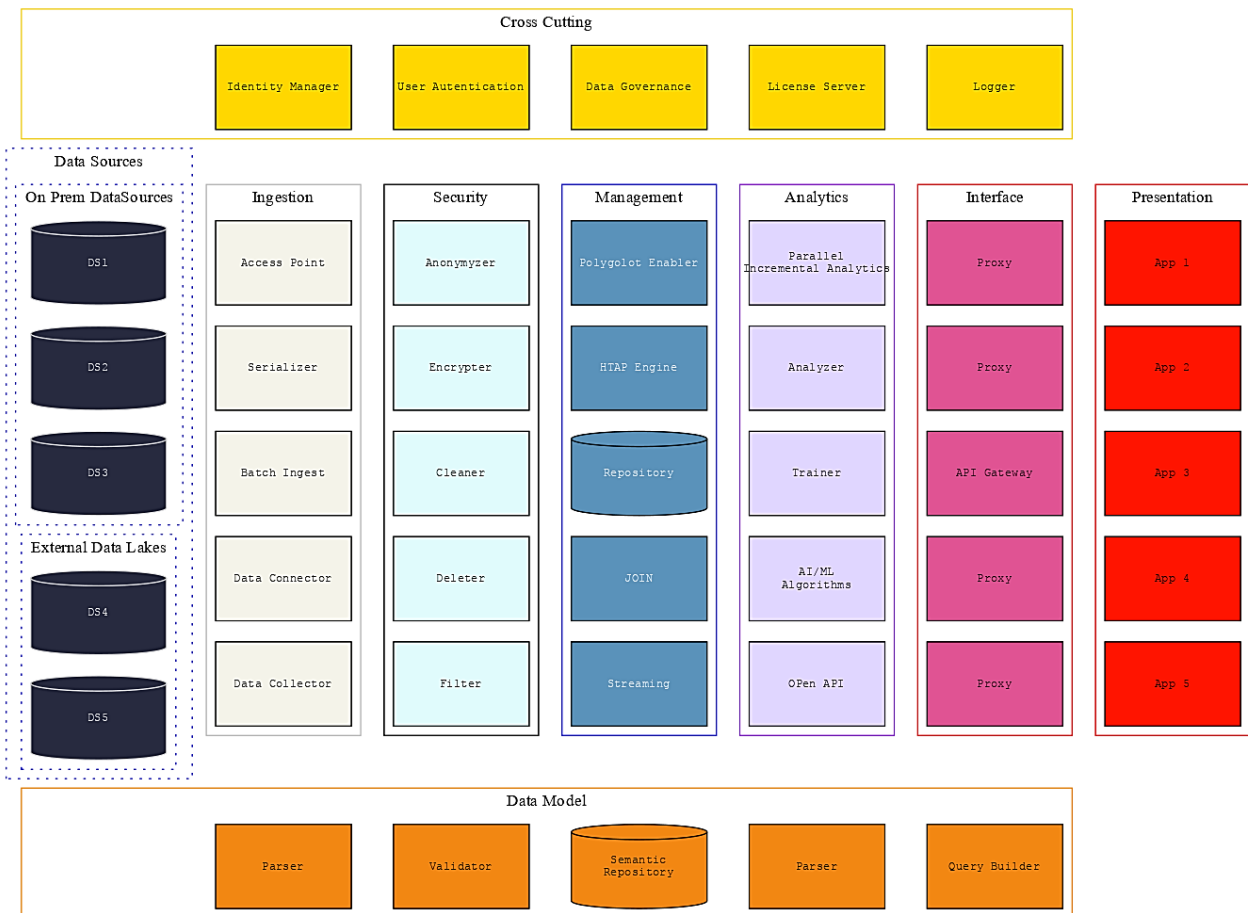 Cross Cutting
Identity Manager
User Autentication
Data Governance
License Server
Logger
Data Sources
On Prem DataSources
DS1
DS2
DS3
External Data Lakes
DS4
DS5
Ingestion
Access Point
Serializer
Batch Ingest
Data Connector
Data Collector
Security
Anonymyzer
Encrypter
Cleaner
Deleter
Filter
Management
Polygolot Enabler
HTAP Engine
Repository
JOIN
Streaming
Analytics
Parallel
Incremental Analytics
Analyzer
Trainer
AI/ML
Algorithms
OPen API
Interface
Proxy
Proxy
API Gateway
Proxy
Proxy
Presentation
App 1
App 2
App 3
App 4
App 5
Data Model
Parser
Validator
Semantic
Repository
Parser
Query Builder